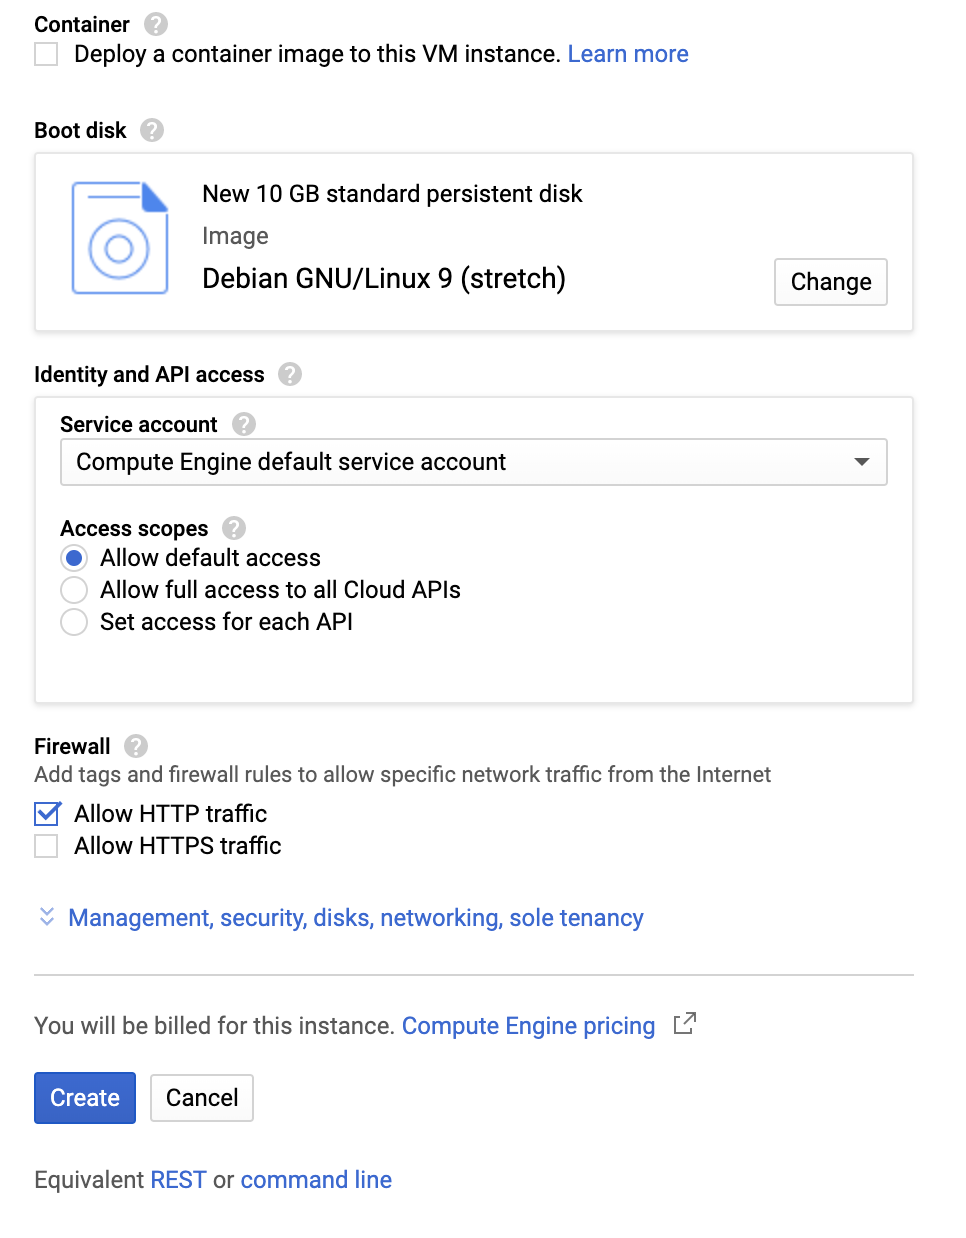 Container ?
Deploy a container image to this VM instance. Learn more
Boot disk ?
New 10 GB standard persistent disk
Image
Debian GNU/Linux 9 (stretch)
Change
Identity and API access ?
Service account ?
Compute Engine default service account
Access scopes ?
Allow default access
Allow full access to all Cloud APIs
Set access for each API
Firewall ?
Add tags and firewall rules to allow specific network traffic from the Internet
Allow HTTP traffic
Allow HTTPS traffic
Management, security, disks, networking, sole tenancy
You will be billed for this instance. Compute Engine pricing
Create Cancel
Equivalent REST or command line